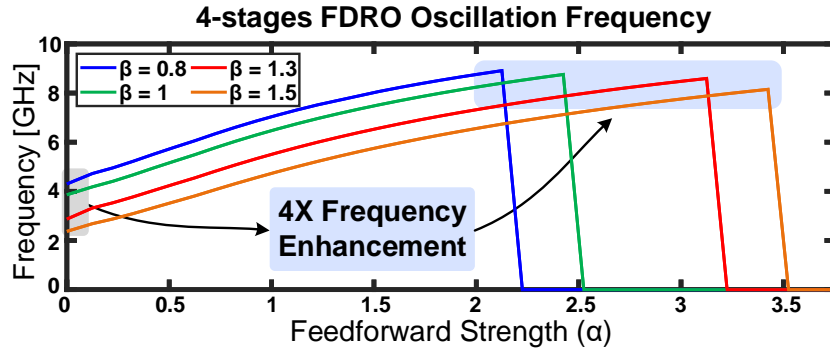 4-stages FDRO Oscillation Frequency
Frequency [GHz]
10
8
6
4
2
0
β = 0.8
β = 1.3
β = 1
β = 1.5
4X Frequency
Enhancement
0
0.5
1
1.5
2
2.5
3
3.5
Feedforward Strength (α)